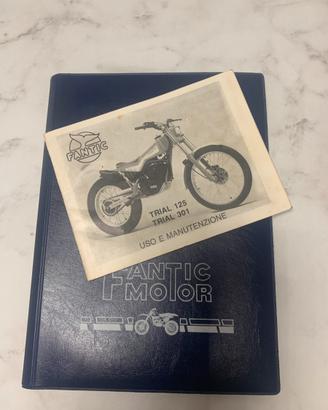 FANTIC
TRIAL 125
TRIAL 301
USO E MANUTENZIONE
FANTIC
MOTOR